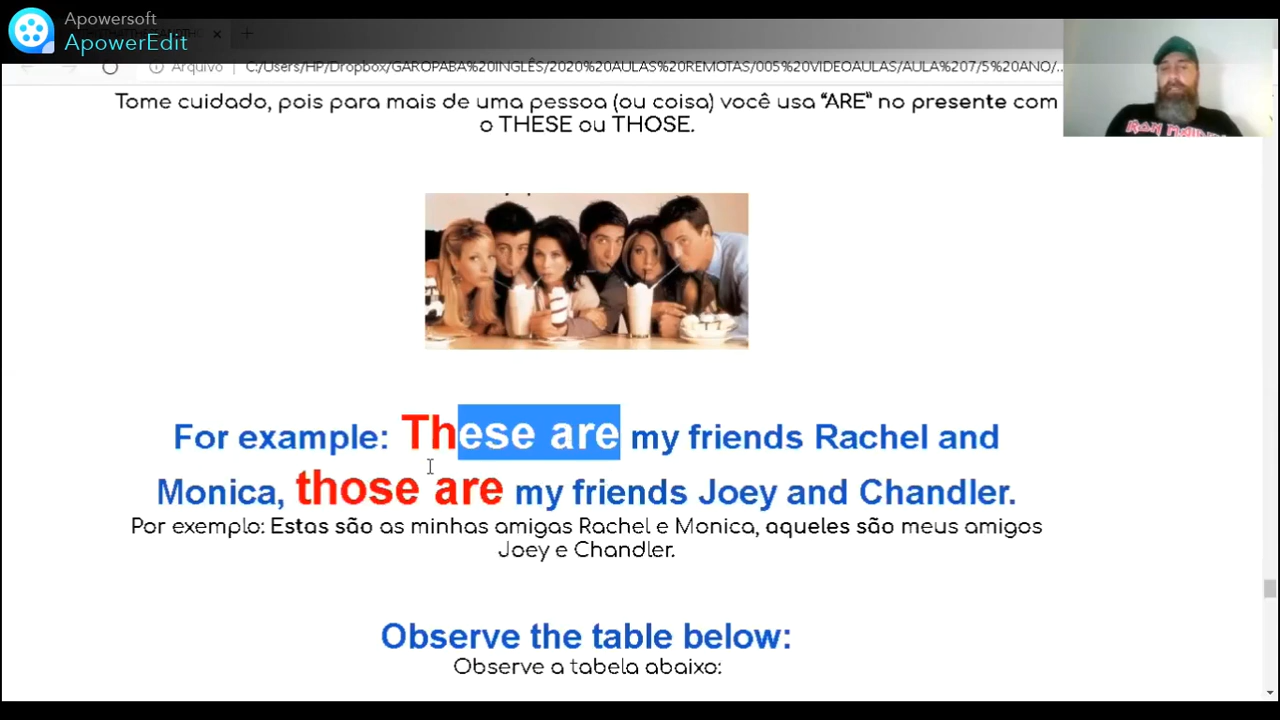 Apowersoft
ApowerEdit
Arquivo C:/Users/HP/Dropbox/GAROPABA%20INGLÊS/2020%20AULAS%20REMOTAS/005%20VIDEOAULAS/AULA%207/5%20ANO/...
Tome cuidado, pois para mais de uma pessoa (ou coisa) você usa “ARE” no presente com
o THESE ou THOSE.
IRON MAIDEN
For example: These are my friends Rachel and
Monica, those are my friends Joey and Chandler.
Por exemplo: Estas são as minhas amigas Rachel e Monica, aqueles são meus amigos
Joey e Chandler.
Observe the table below:
Observe a tabela abaixo: